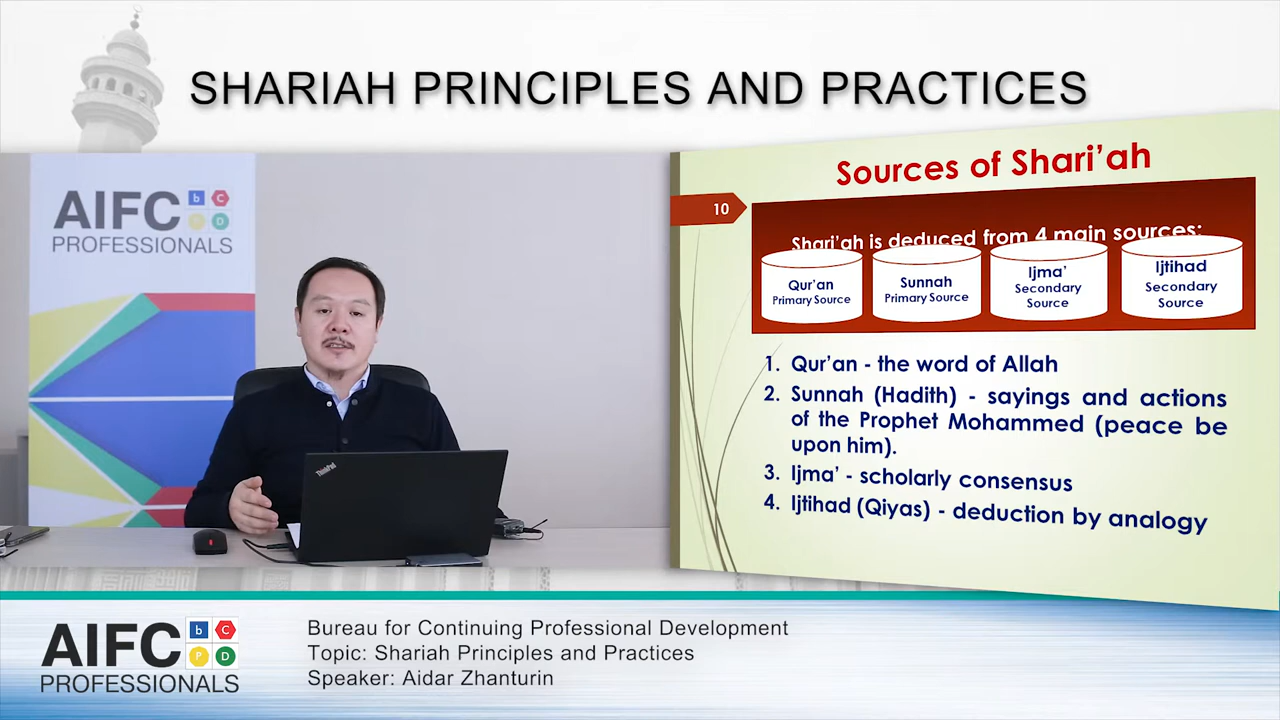 SHARIAH PRINCIPLES AND PRACTICES
AIFC
b C
P D
PROFESSIONALS
ThinkPad
Sources of Shari'ah
10
Shari'ah is deduced from 4 main sources:
Qur'an
Primary Source
Sunnah
Primary Source
Ijma'
Secondary
Source
Ijtihad
Secondary
Source
1. Qur'an - the word of Allah
2. Sunnah (Hadith) - sayings and actions
of the Prophet Mohammed (peace be
upon him).
3. Ijma' - scholarly consensus
4. Ijtihad (Qiyas) - deduction by analogy
AIFC
b C
P D
PROFESSIONALS
Bureau for Continuing Professional Development
Topic: Shariah Principles and Practices
Speaker: Aidar Zhanturin